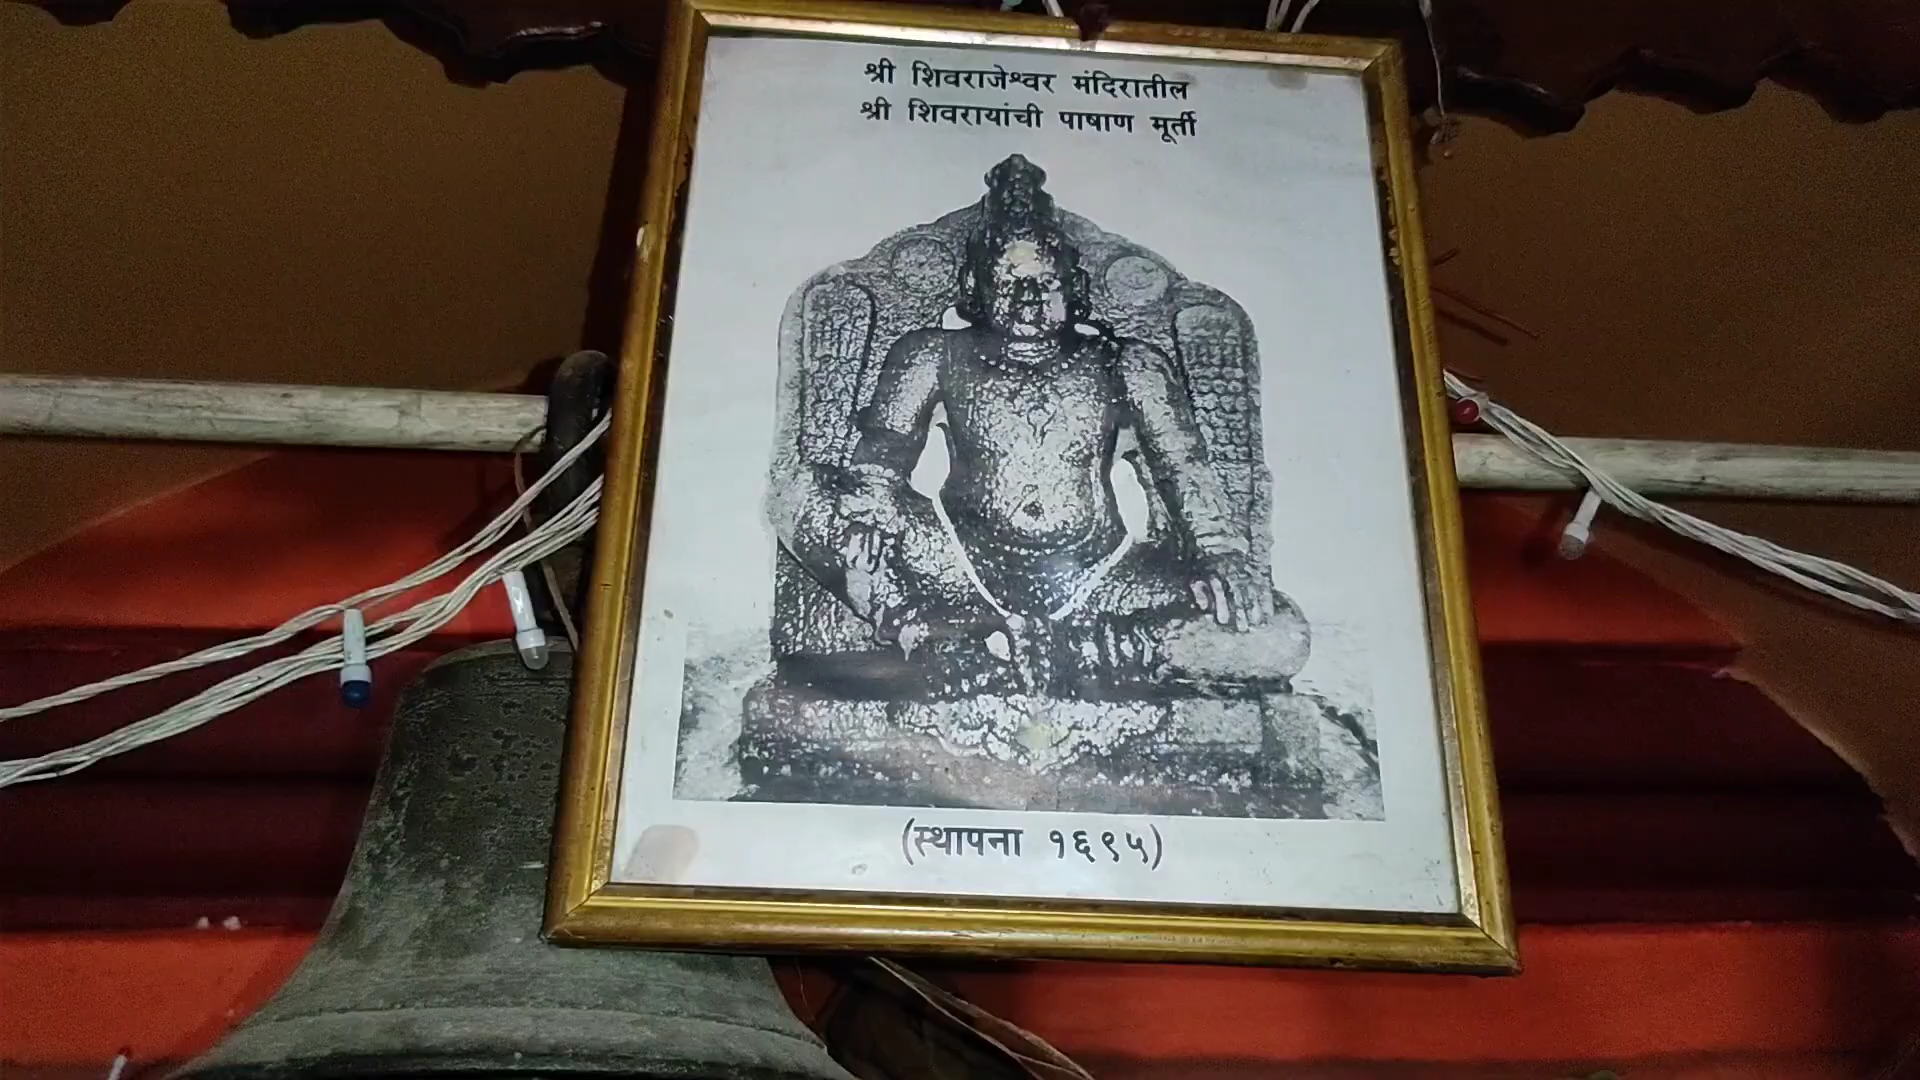 श्री शिवराजेश्वर मंदिरातील
श्री शिवरायांची पाषाण मूर्ती
(स्थापना १६९५)